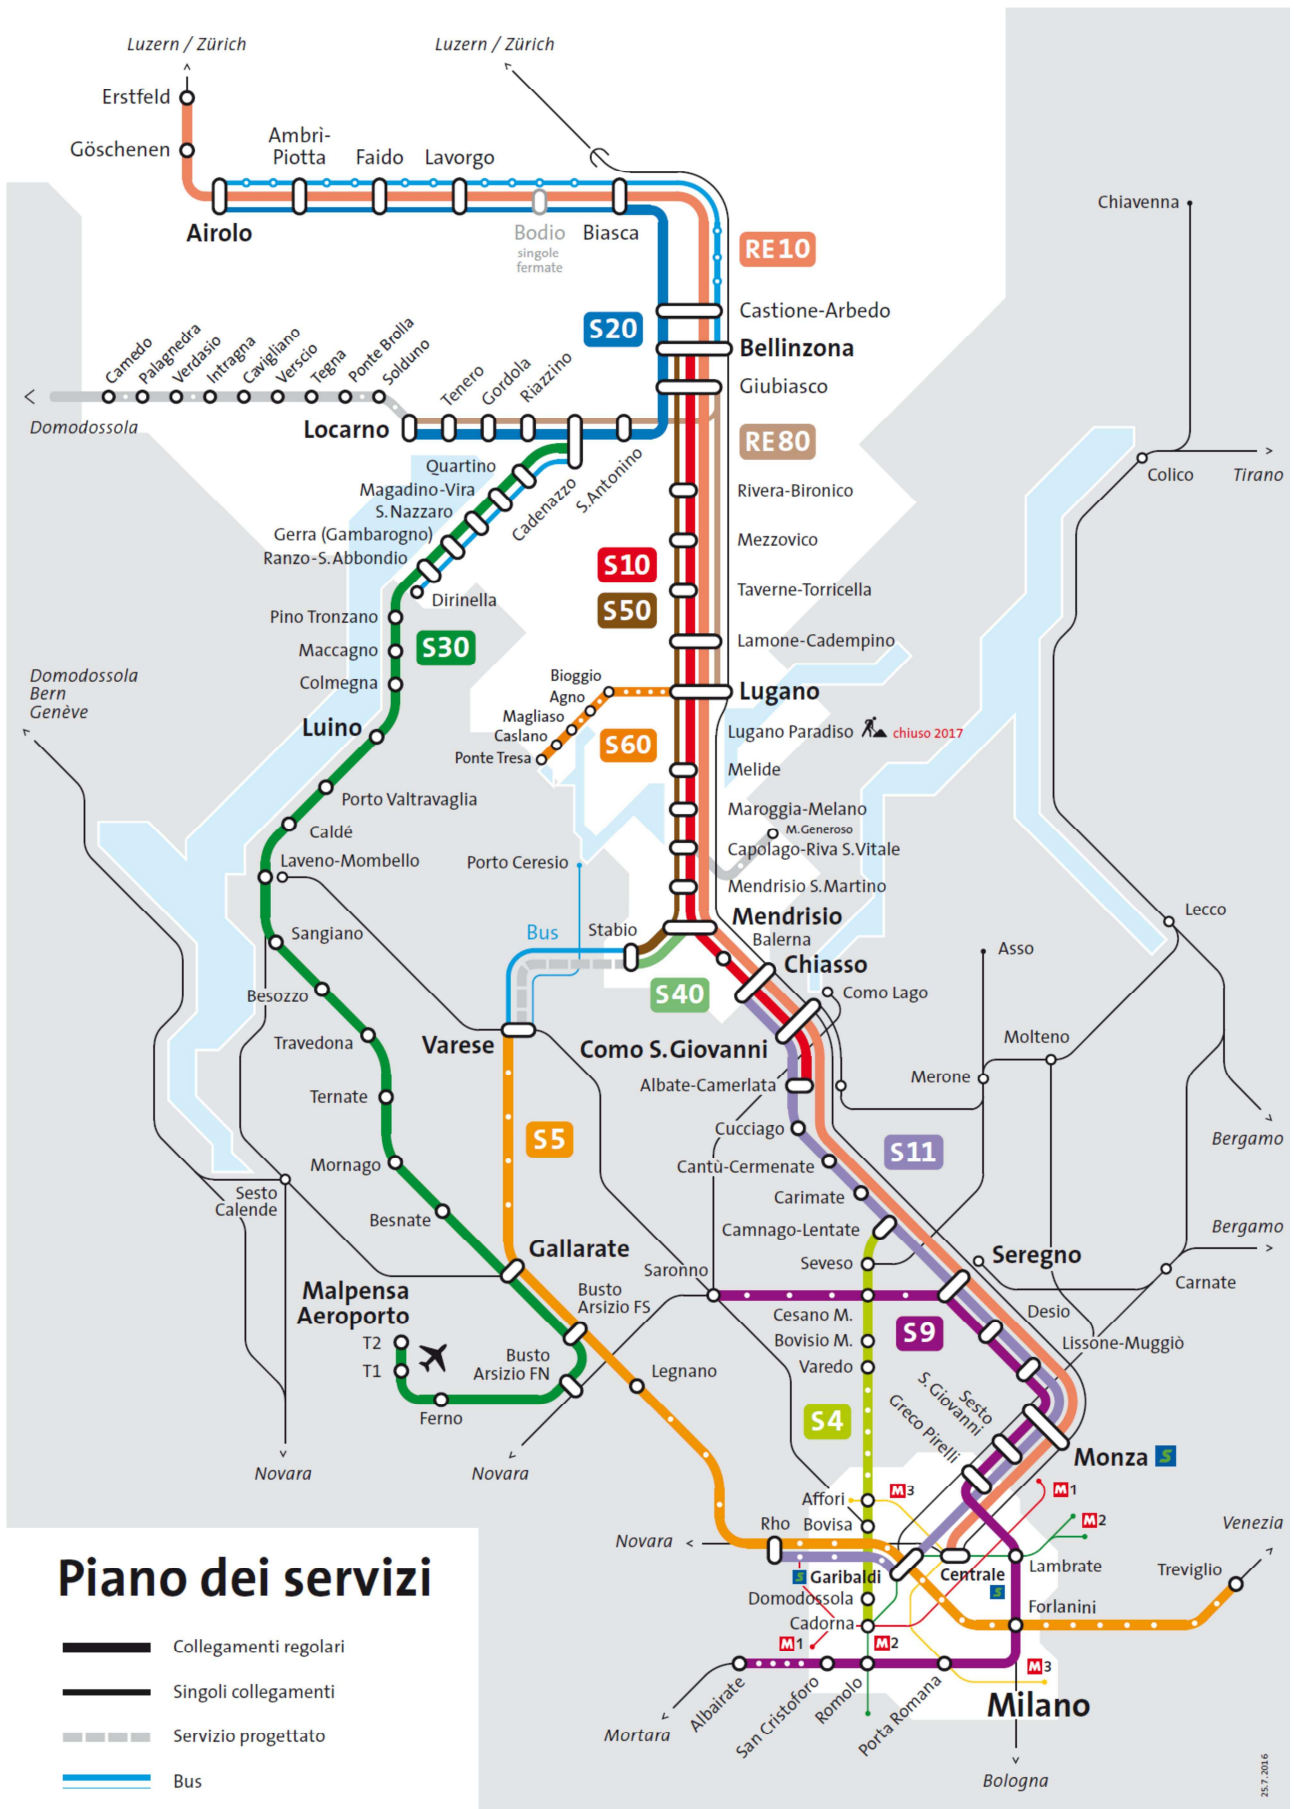 Luzern / Zürich
Luzern / Zürich
Erstfeld
Göschenen
Ambrì-
Piotta
Faido
Lavorgo
Airolo
Bodio
singole
fermate
Biasca
Chiavenna
RE10
S20
Castione-Arbedo
Bellinzona
Giubiasco
Camedo
Palagnedra
Verdasio
Intragna
Cavigliano
Verscio
Tegna
Ponte Brolla
Solduno
Domodossola
Locarno
Tenero
Gordola
Riazzino
RE80
Colico
Tirano
Quartino
Magadino-Vira
S.Nazzaro
Gerra (Gambarogno)
Ranzo-S.Abbondio
Cadenazzo
S.Antonino
Rivera-Bironico
Mezzovico
S10
Taverne-Torricella
Dirinella
S50
Pino Tronzano
Maccagno
S30
Colmegna
Lamone-Cadempino
Domodossola
Bern
Genève
Bioggio
Agno
Magliaso
Caslano
Ponte Tresa
S60
Lugano
Luino
Lugano Paradiso
chiuso 2017
Melide
Porto Valtravaglia
Maroggia-Melano
Caldé
M.Generoso
Laveno-Mombello
Porto Ceresio
Capolago-Riva S.Vitale
Mendrisio S.Martino
Mendrisio
Lecco
Sangiano
Bus
Stabio
Balerna
Asso
Chiasso
Besozzo
S40
Como Lago
Travedona
Varese
Como S.Giovanni
Molteno
Albate-Camerlata
Merone
Ternate
Cucciago
Bergamo
S5
S11
Mornago
Cantù-Cermenate
Sesto
Calende
Carimate
Besnate
Camnago-Lentate
Bergamo
Gallarate
Seveso
Seregno
Saronno
Carnate
Malpensa
Aeroporto
Busto
Arsizio FS
Cesano M.
Desio
T2
Bovisio M.
S9
Lissone-Muggiò
T1
Busto
Arsizio FN
Varedo
Legnano
Ferno
S4
Sesto
S.Giovanni
Greco Pirelli
Monza
S
Novara
Novara
Affori
M3
M1
M2
Rho
Bovisa
Novara
Venezia
S
Garibaldi
Centrale
S
Lambrate
Treviglio
Domodossola
Forlanini
Cadorna
M1
M2
M3
Albairate
San Cristoforo
Romolo
Porta Romana
Milano
Mortara
Bologna
Piano dei servizi
Collegamenti regolari
Singoli collegamenti
Servizio progettato
Bus
25.7.2016